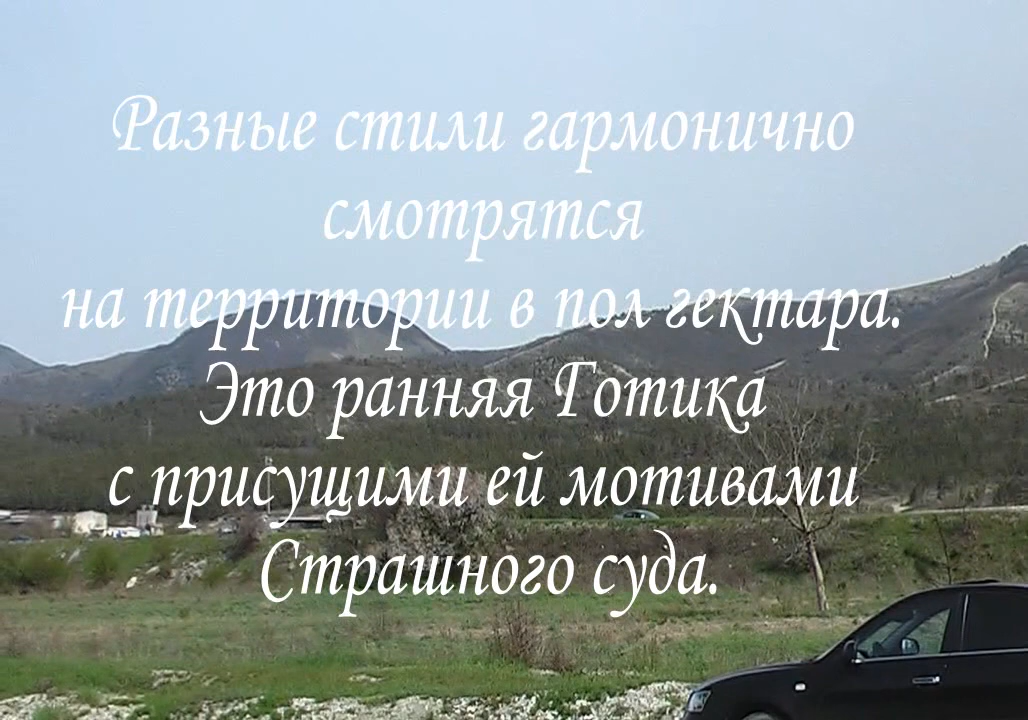 Разные стили гармонично
смотрятся
на территории в пол гектара.
Это ранняя Готика
с присущими ей мотивами
Страшного суда.